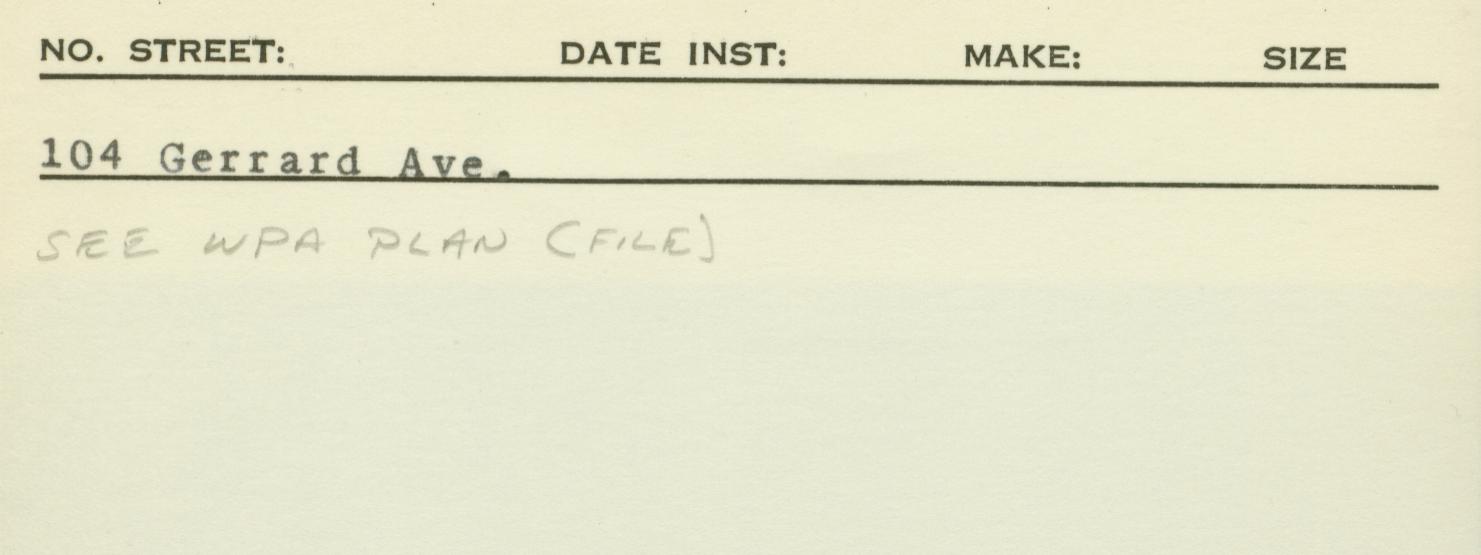 NO. STREET: DATE INST: MAKE: SIZE
104 Gerrard Ave.
SEE WPA PLAN (FILE)